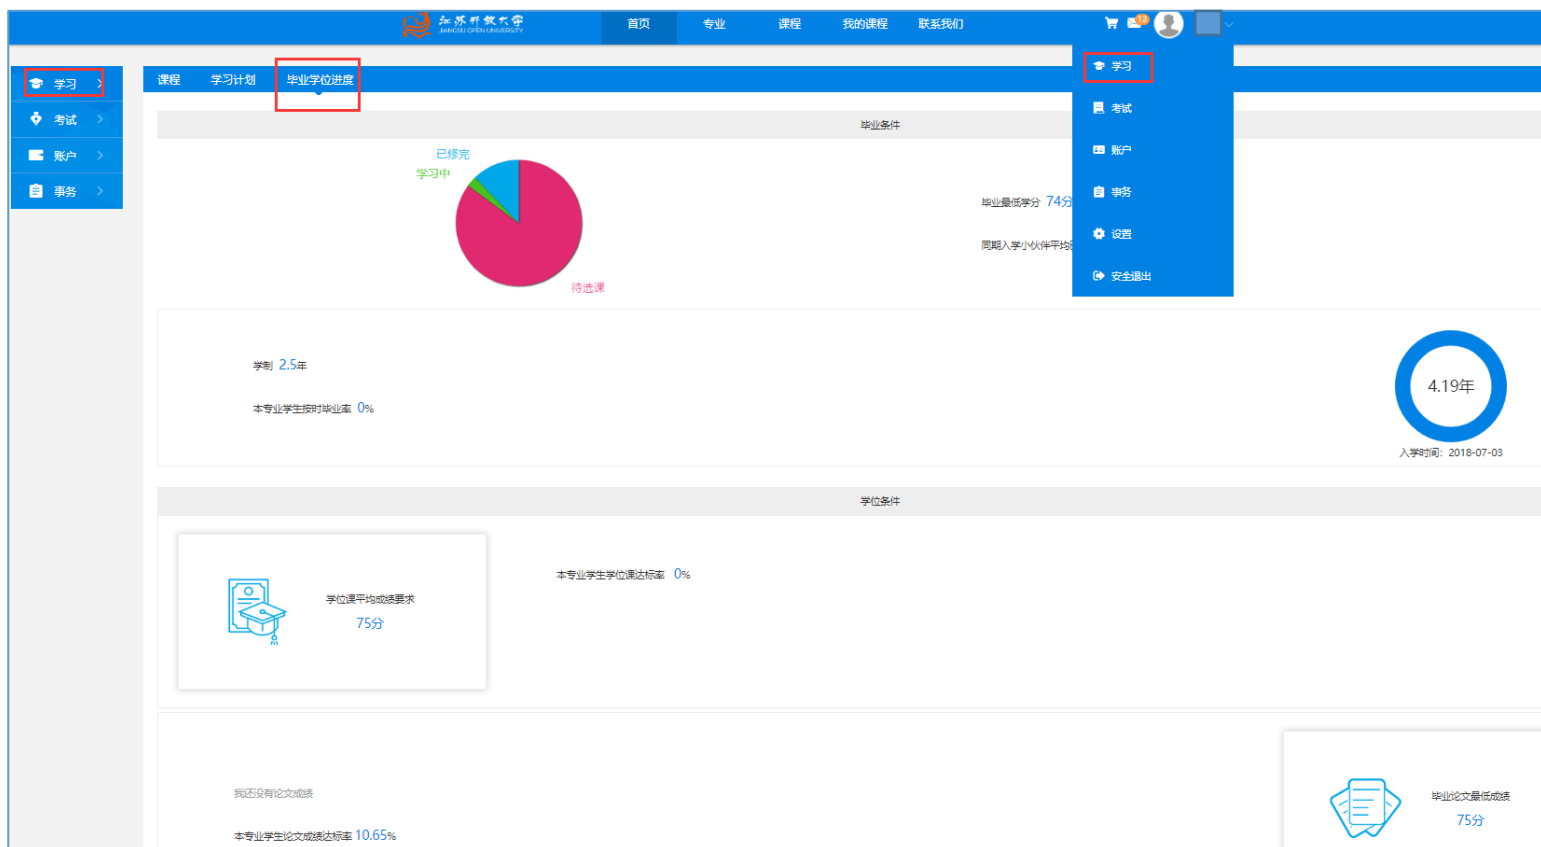 江苏开放大学
JIANGSU OPEN UNIVERSITY
首页 专业 课程 我的课程 联系我们 13
学习
考试
账户
事务
课程 学习计划 毕业学位进度
学习
考试
账户
事务
设置
安全退出
毕业条件
已修完
学习中
待选课
毕业最低学分 74分
同期入学小伙伴平均
学制 2.5年
本专业学生按时毕业率 0%
4.19年
入学时间：2018-07-03
学位条件
学位课平均成绩要求
75分
本专业学生学位课达标率 0%
我还没有论文成绩
本专业学生论文成绩达标率 10.65%
毕业论文最低成绩
75分